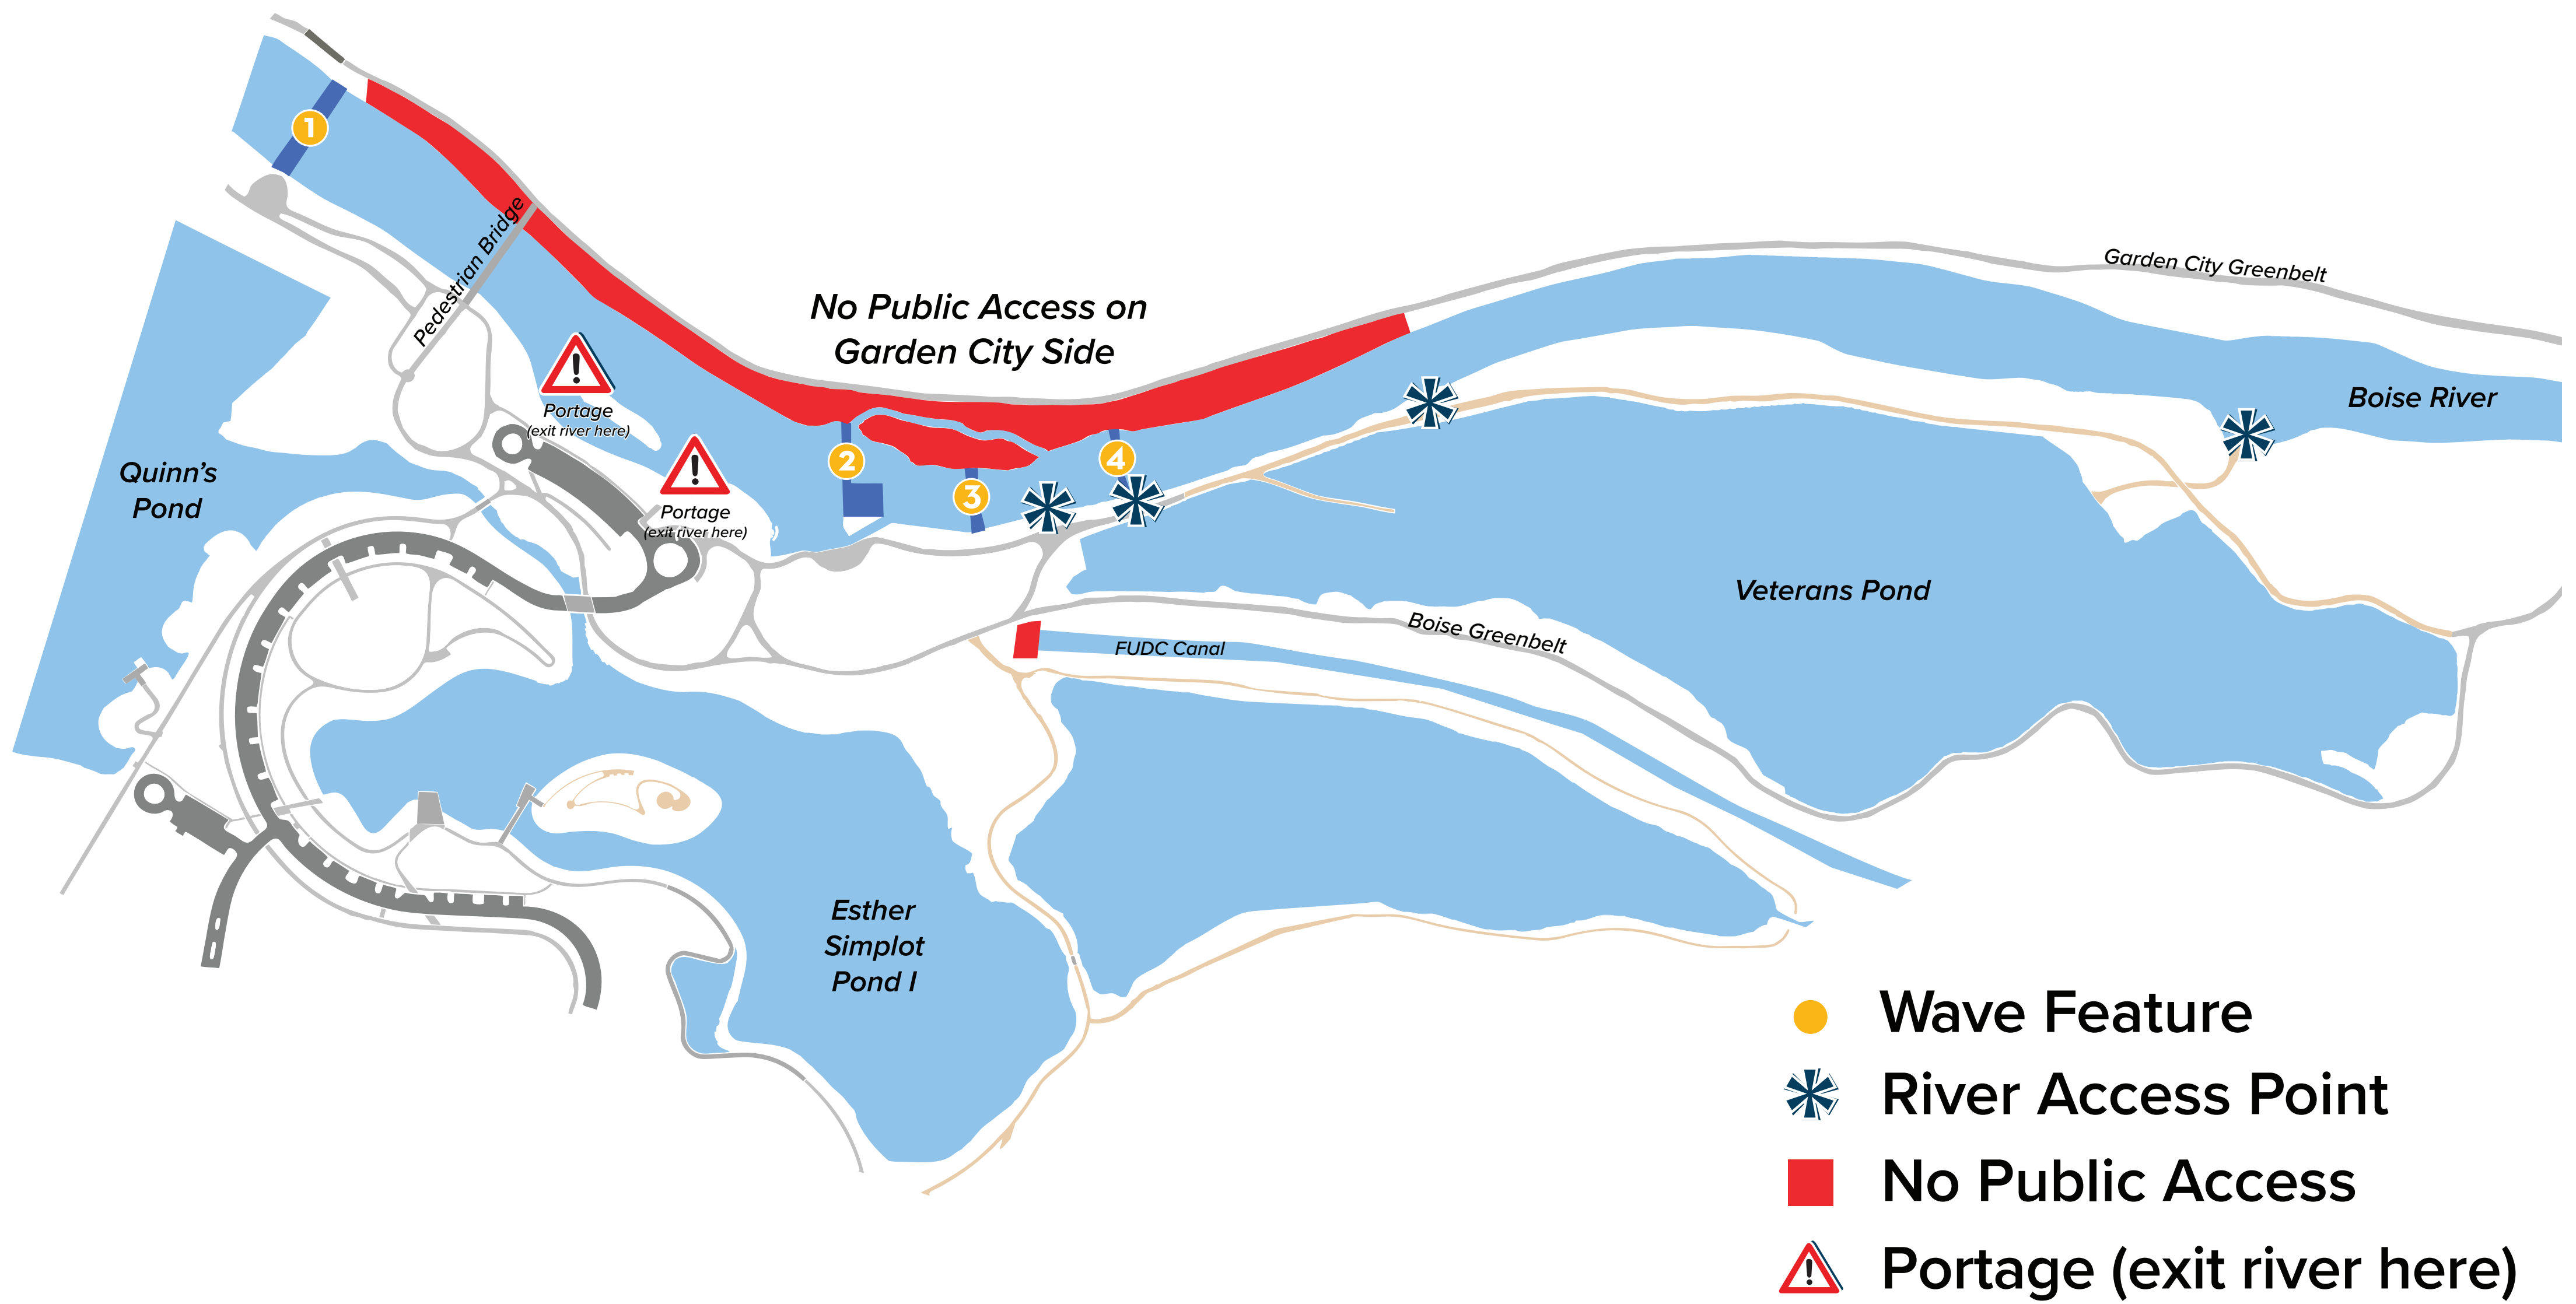 1
Pedestrian Bridge
No Public Access on
Garden City Side
Garden City Greenbelt
Portage
(exit river here)
Boise River
Quinn's
Pond
2
3
4
Portage
(exit river here)
)
Veterans Pond
Boise Greenbelt
FUDC Canal
Esther
Simplot
Pond I
Wave Feature
River Access Point
No Public Access
Portage (exit river here)